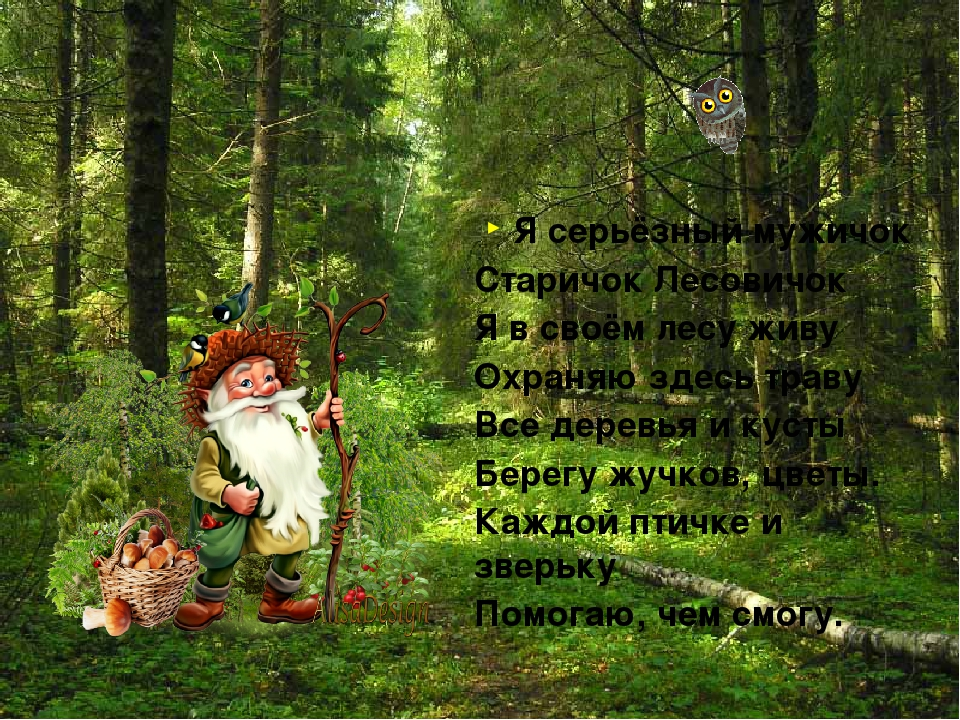 Я серьёзный мужичок
Старичок Лесовичок
Я в своём лесу живу
Охраняю здесь траву
Все деревья и кусты
Берегу жучков, цветы.
Каждой птичке и
зверьку
Помогаю, чем смогу.
AlisaDesign